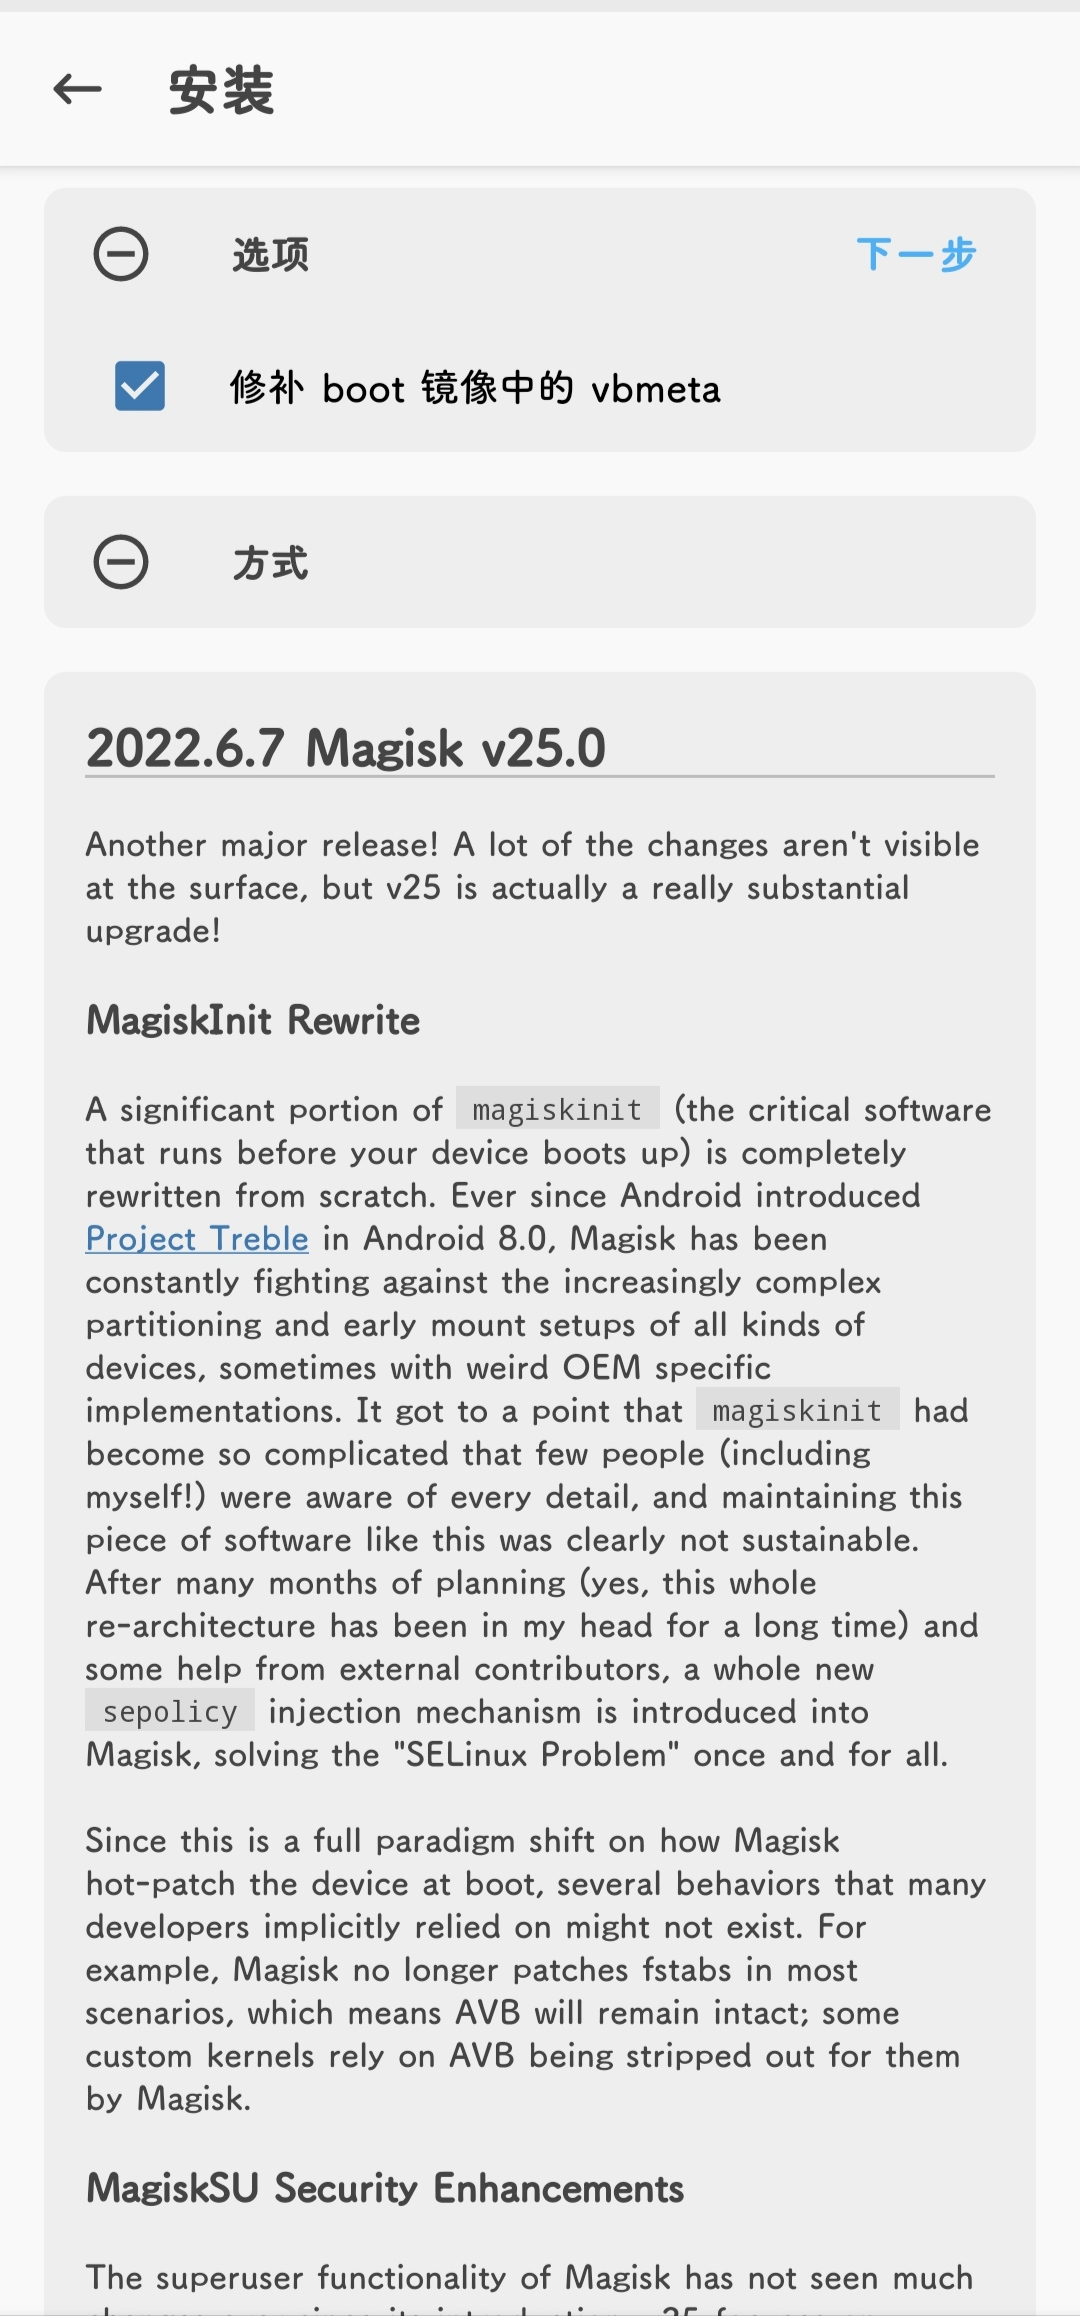 安装
选项
下一步
修补 boot 镜像中的 vbmeta
方式
2022.6.7 Magisk v25.0
Another major release! A lot of the changes aren't visible
at the surface, but v25 is actually a really substantial
upgrade!
MagiskInit Rewrite
A significant portion of magiskinit (the critical software
that runs before your device boots up) is completely
rewritten from scratch. Ever since Android introduced
Project Treble in Android 8.0, Magisk has been
constantly fighting against the increasingly complex
partitioning and early mount setups of all kinds of
devices, sometimes with weird OEM specific
implementations. It got to a point that magiskinit had
become so complicated that few people (including
myself!) were aware of every detail, and maintaining this
piece of software like this was clearly not sustainable.
After many months of planning (yes, this whole
re-architecture has been in my head for a long time) and
some help from external contributors, a whole new
sepolicy injection mechanism is introduced into
Magisk, solving the "SELinux Problem" once and for all.
Since this is a full paradigm shift on how Magisk
hot-patch the device at boot, several behaviors that many
developers implicitly relied on might not exist. For
example, Magisk no longer patches fstabs in most
scenarios, which means AVB will remain intact; some
custom kernels rely on AVB being stripped out for them
by Magisk.
MagiskSU Security Enhancements
The superuser functionality of Magisk has not seen much